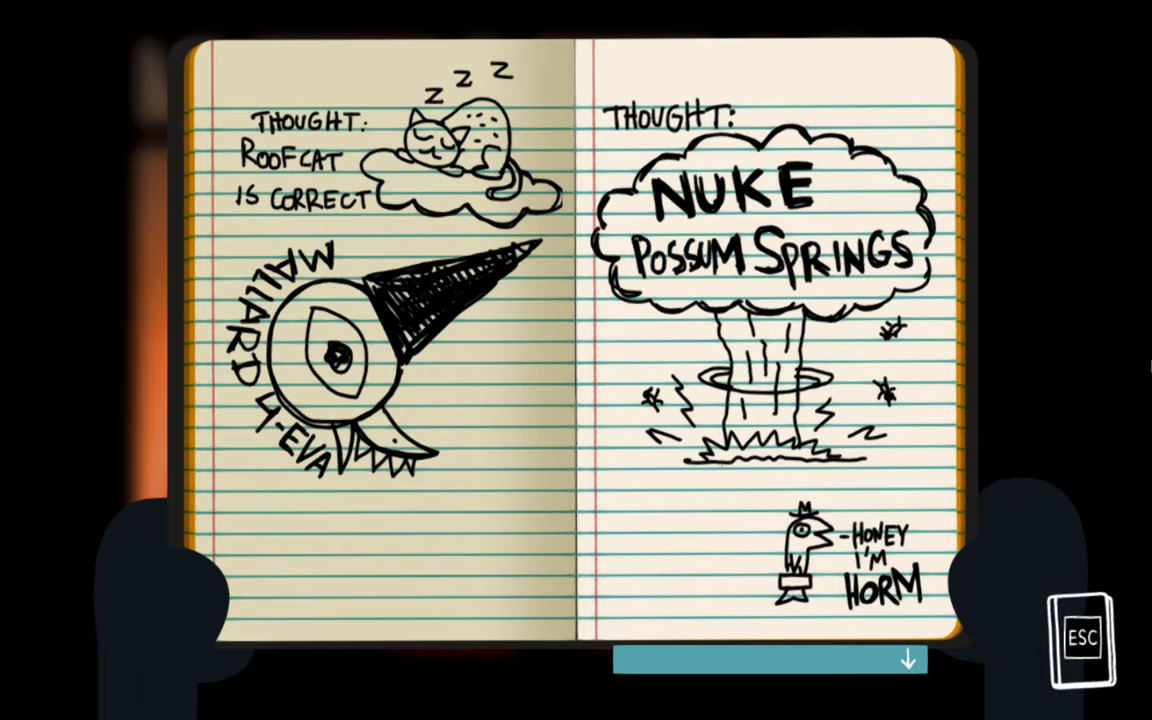 Z Z Z
THOUGHT:
ROOFCAT
IS CORRECT
MALLARD
4-EVA
THOUGHT:
NUKE
POSSUM SPRINGS
-HONEY
I'M
HORM
ESC